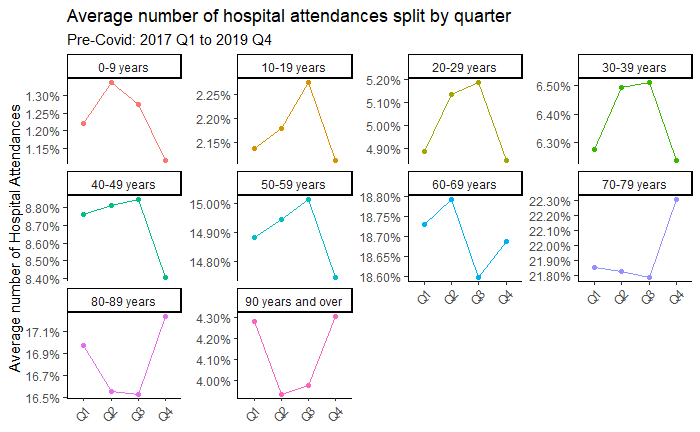 Average number of hospital attendances split by quarter
Pre-Covid: 2017 Q1 to 2019 Q4
Average number of Hospital Attendances
0-9 years
1.30%
1.25%
1.20%
1.15%
10-19 years
2.25%
2.20%
2.15%
20-29 years
5.20%
5.10%
5.00%
4.90%
30-39 years
6.50%
6.40%
6.30%
40-49 years
8.80%
8.70%
8.60%
8.50%
8.40%
50-59 years
15.00%
14.90%
14.80%
60-69 years
18.80%
18.75%
18.70%
18.65%
18.60%
70-79 years
22.30%
22.20%
22.10%
22.00%
21.90%
21.80%
80-89 years
17.1%
16.9%
16.7%
16.5%
90 years and over
4.30%
4.20%
4.10%
4.00%
Q1 Q2 Q3 Q4
Q1 Q2 Q3 Q4
Q1 Q2 Q3 Q4
Q1 Q2 Q3 Q4